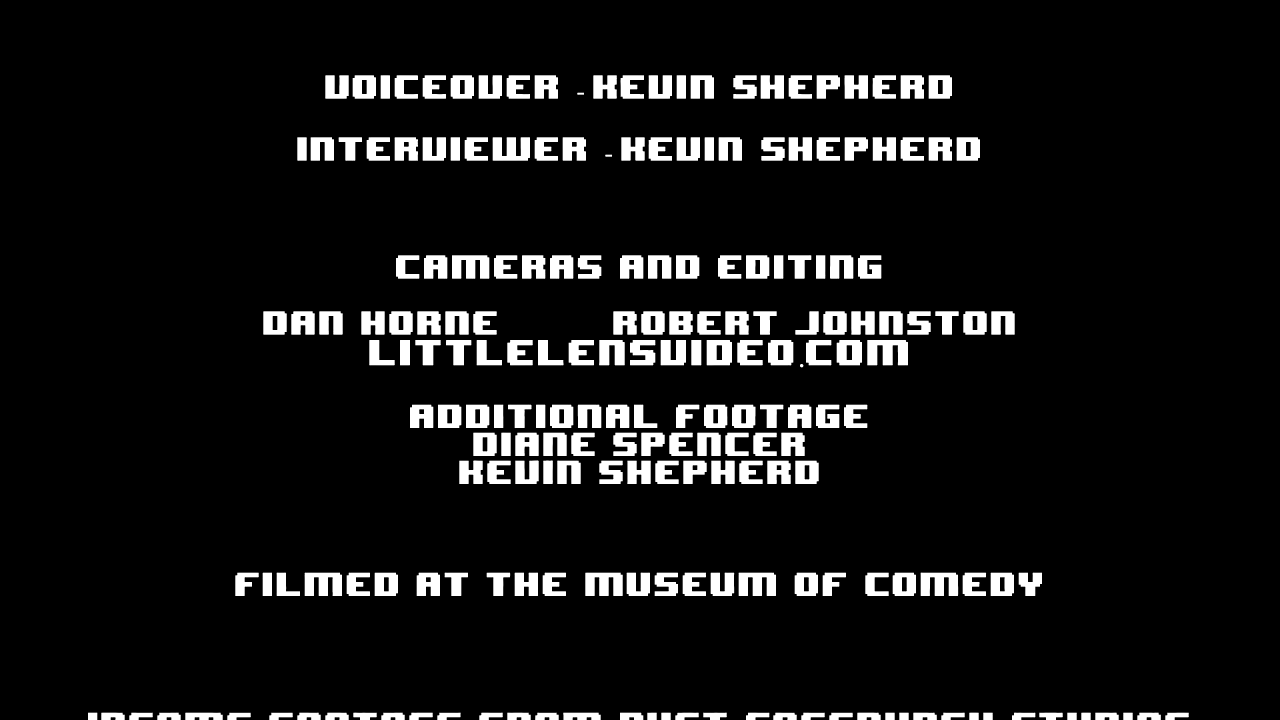 VOICEOVER - KEVIN SHEPHERD
INTERVIEWER - KEVIN SHEPHERD
CAMERAS AND EDITING
DAN HORNE ROBERT JOHNSTON
LITTLELENSVIDEO.COM
ADDITIONAL FOOTAGE
DIANE SPENCER
KEVIN SHEPHERD
FILMED AT THE MUSEUM OF COMEDY